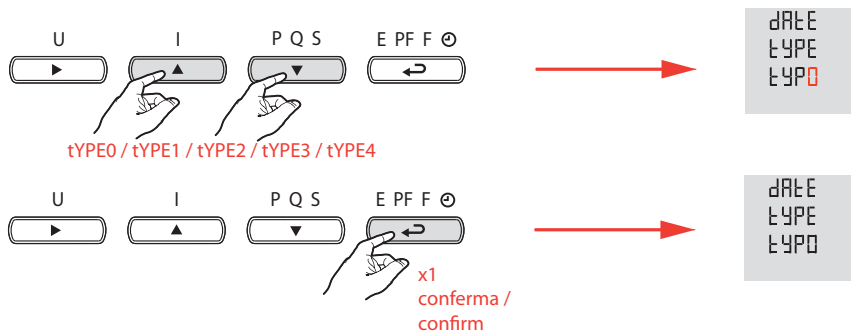 U I P Q S E PF F
dAtE
tYPE
tYP0
tYPE0 / tYPE1 / tYPE2 / tYPE3 / tYPE4
U I P Q S E PF F
dAtE
tYPE
tYP0
x1
conferma /
confirm